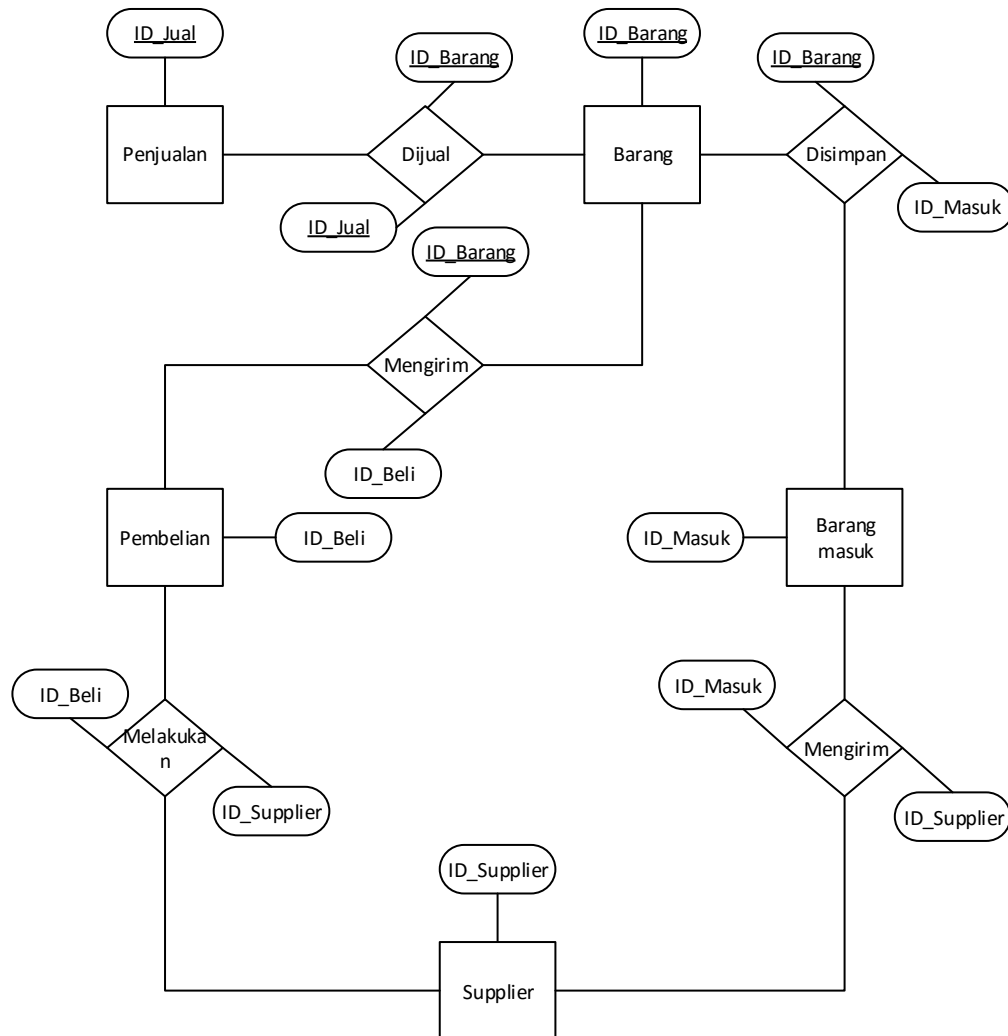 ID_Jual
ID_Barang
ID_Barang
ID_Barang
Penjualan
Dijual
Barang
Disimpan
ID_Masuk
ID_Jual
ID_Barang
Mengirim
ID_Beli
Pembelian
ID_Beli
ID_Masuk
Barang
masuk
ID_Beli
ID_Masuk
Melakuka
n
Mengirim
ID_Supplier
ID_Supplier
ID_Supplier
Supplier